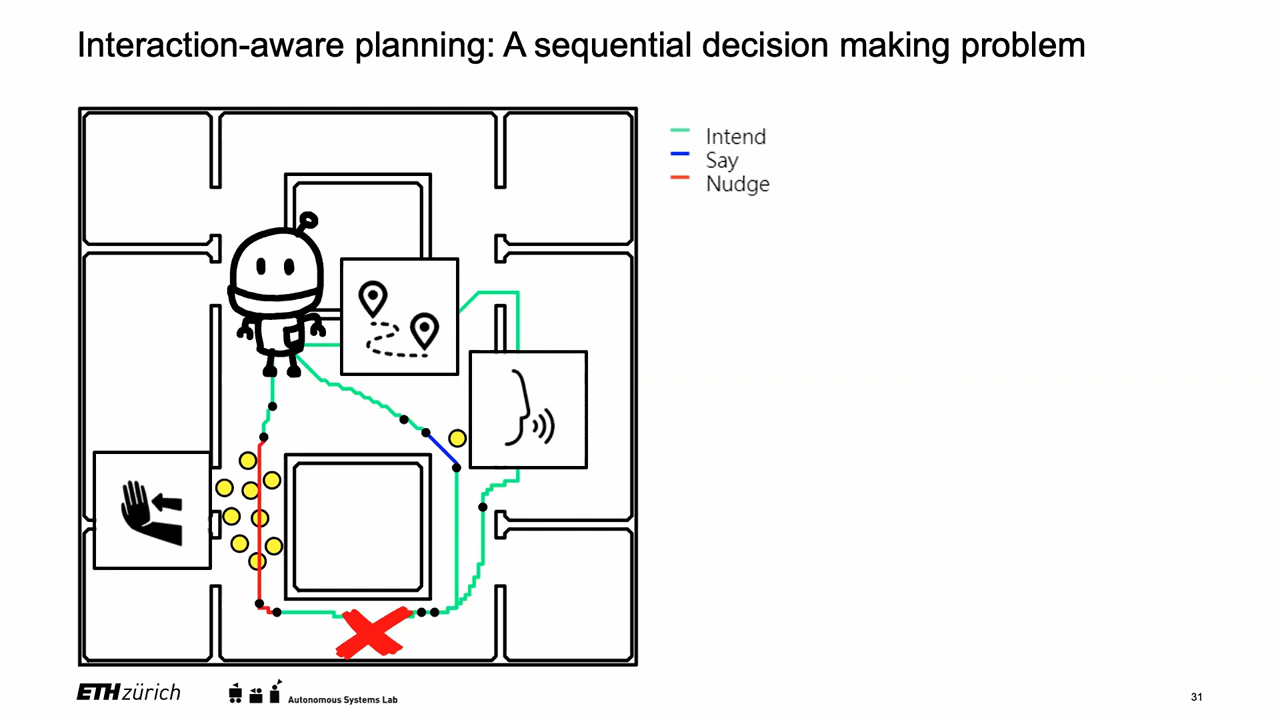 Interaction-aware planning: A sequential decision making problem
Intend
Say
Nudge
ETH zürich
Autonomous Systems Lab
31